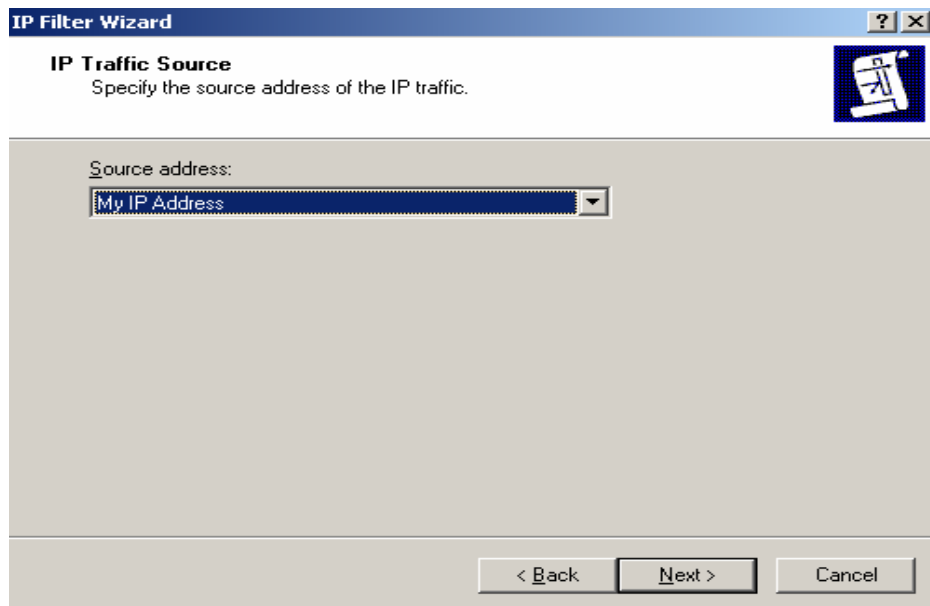 IP Filter Wizard
IP Traffic Source
Specify the source address of the IP traffic.
Source address:
My IP Address
< Back Next > Cancel